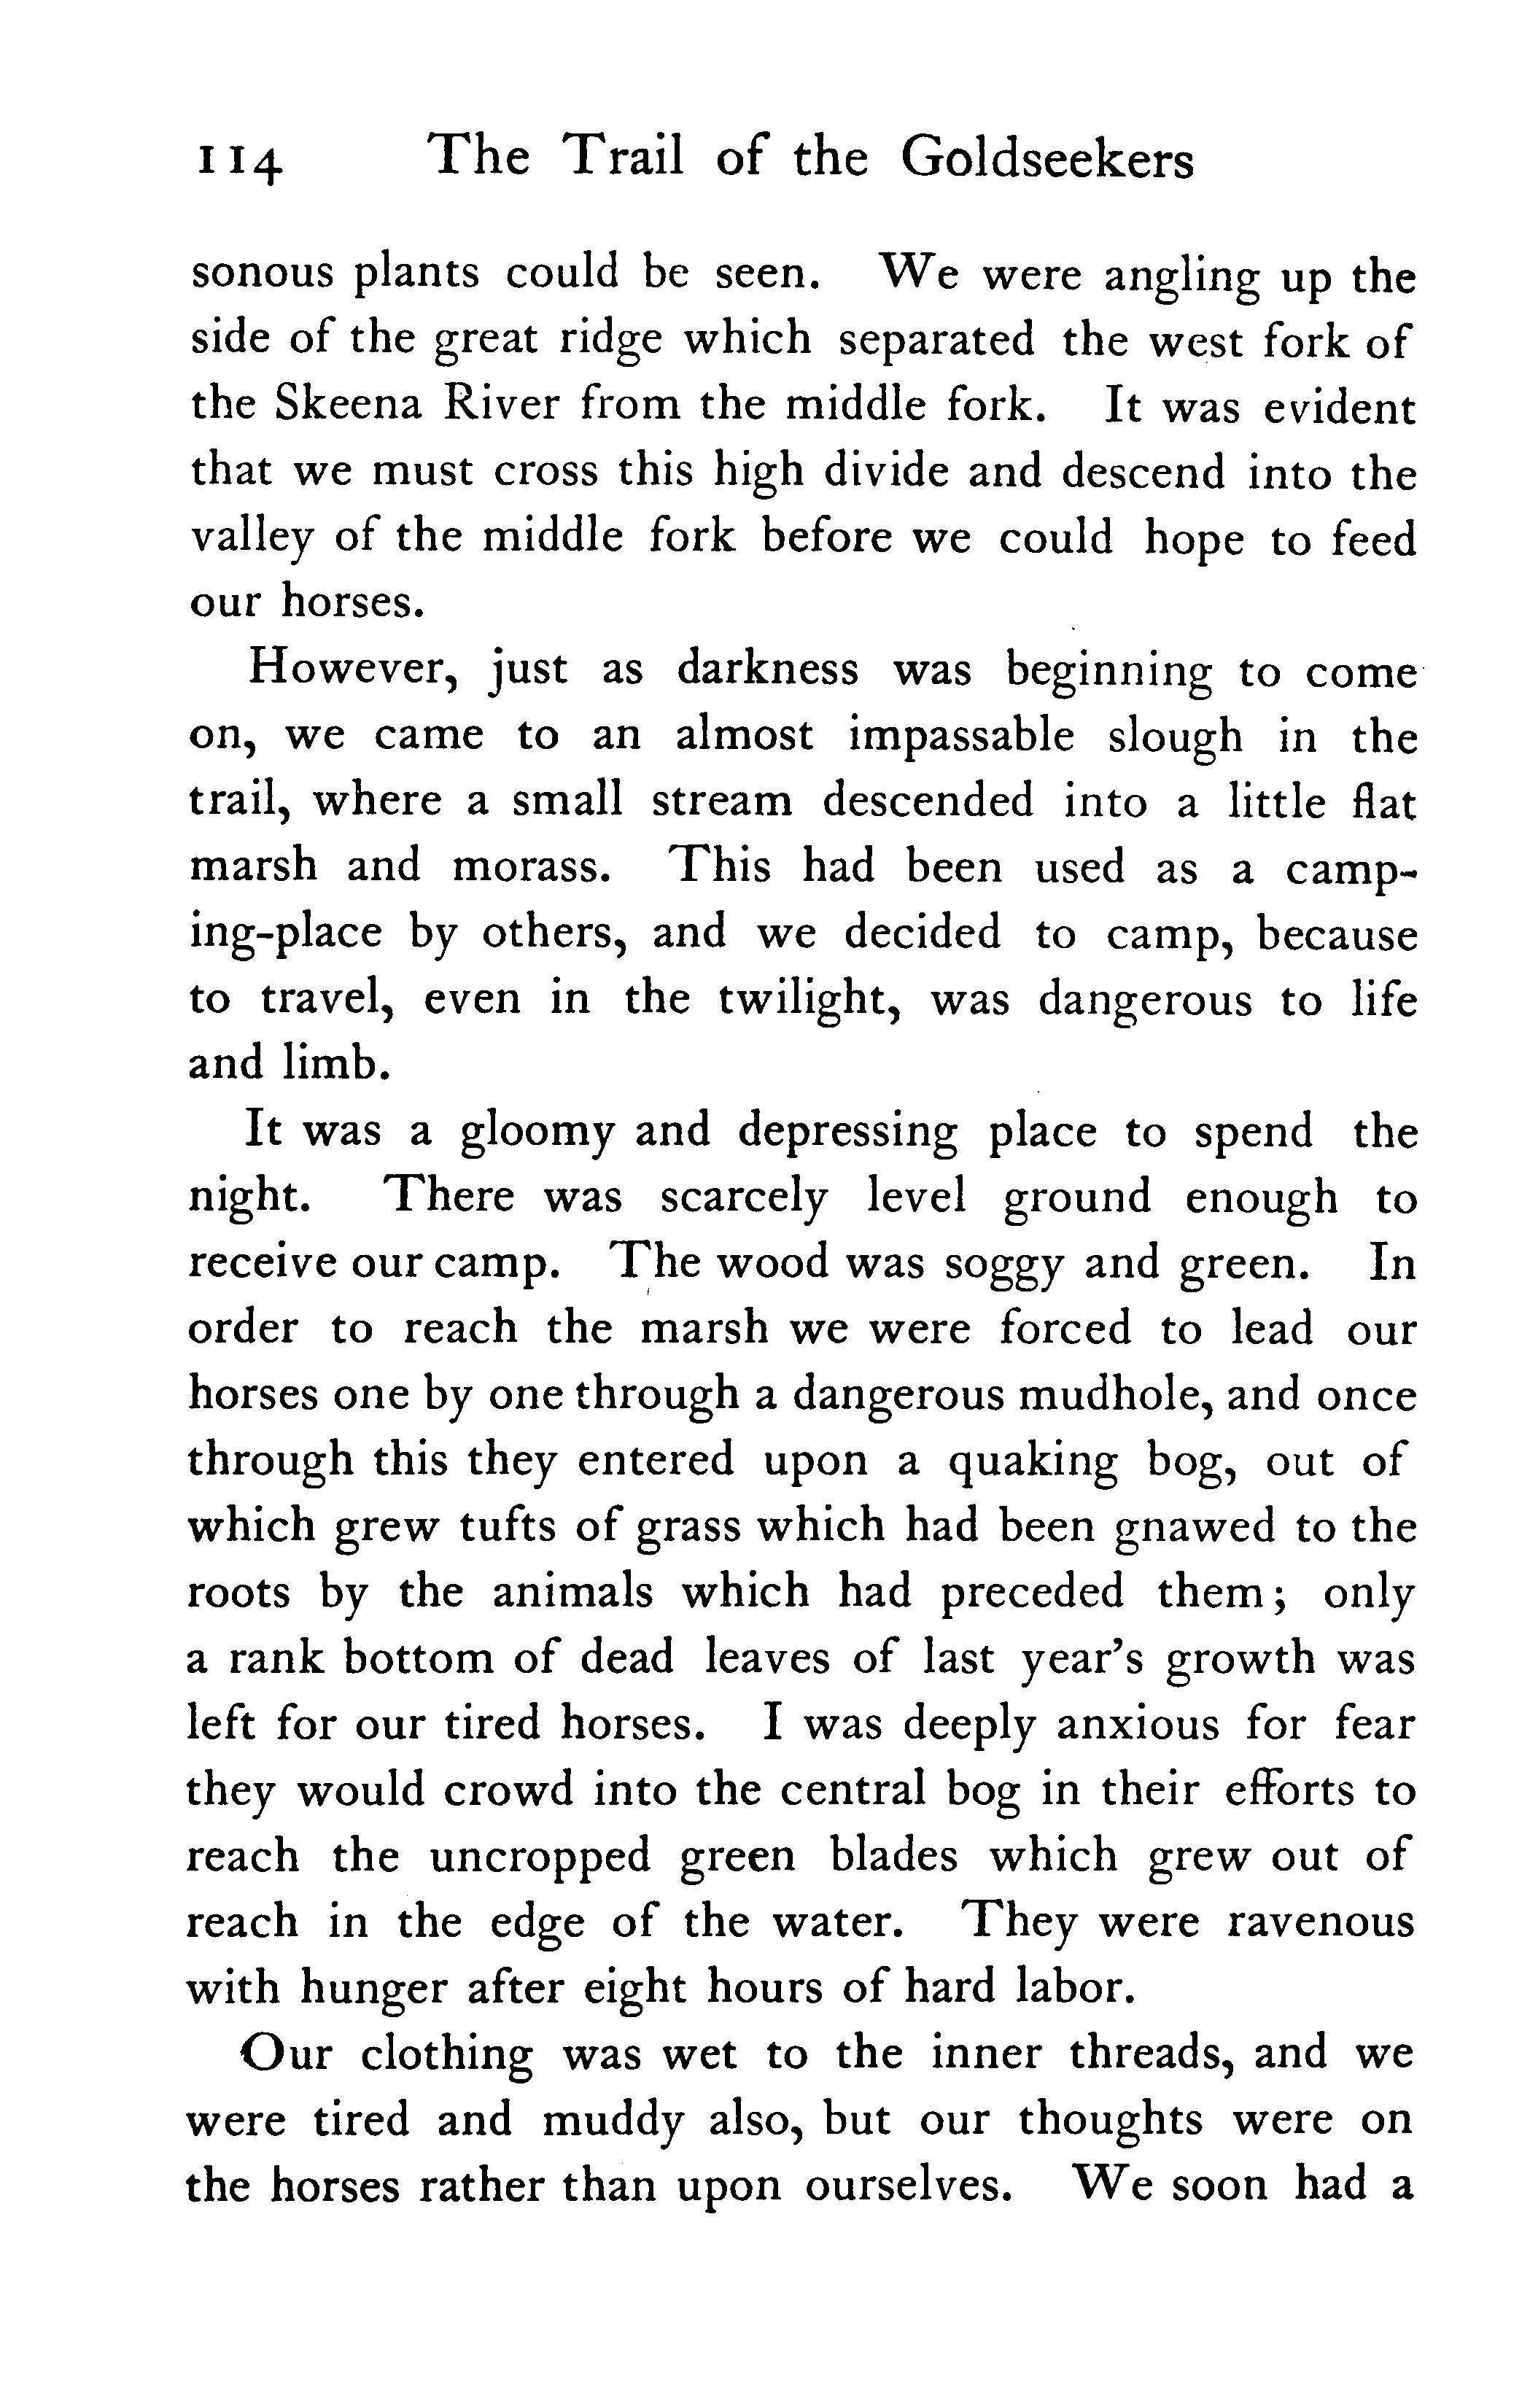 114 The Trail of the Goldseekers
sonous plants could be seen. We were angling up the
side of the great ridge which separated the west fork of
the Skeena River from the middle fork. It was evident
that we must cross this high divide and descend into the
valley of the middle fork before we could hope to feed
our horses.
However, just as darkness was beginning to come
on, we came to an almost impassable slough in the
trail, where a small stream descended into a little flat
marsh and morass. This had been used as a camp-
ing-place by others, and we decided to camp, because
to travel, even in the twilight, was dangerous to life
and limb.
It was a gloomy and depressing place to spend the
night. There was scarcely level ground enough to
receive our camp. The wood was soggy and green. In
order to reach the marsh we were forced to lead our
horses one by one through a dangerous mudhole, and once
through this they entered upon a quaking bog, out of
which grew tufts of grass which had been gnawed to the
roots by the animals which had preceded them; only
a rank bottom of dead leaves of last year's growth was
left for our tired horses. I was deeply anxious for fear
they would crowd into the central bog in their efforts to
reach the uncropped green blades which grew out of
reach in the edge of the water. They were ravenous
with hunger after eight hours of hard labor.
Our clothing was wet to the inner threads, and we
were tired and muddy also, but our thoughts were on
the horses rather than upon ourselves. We soon had a